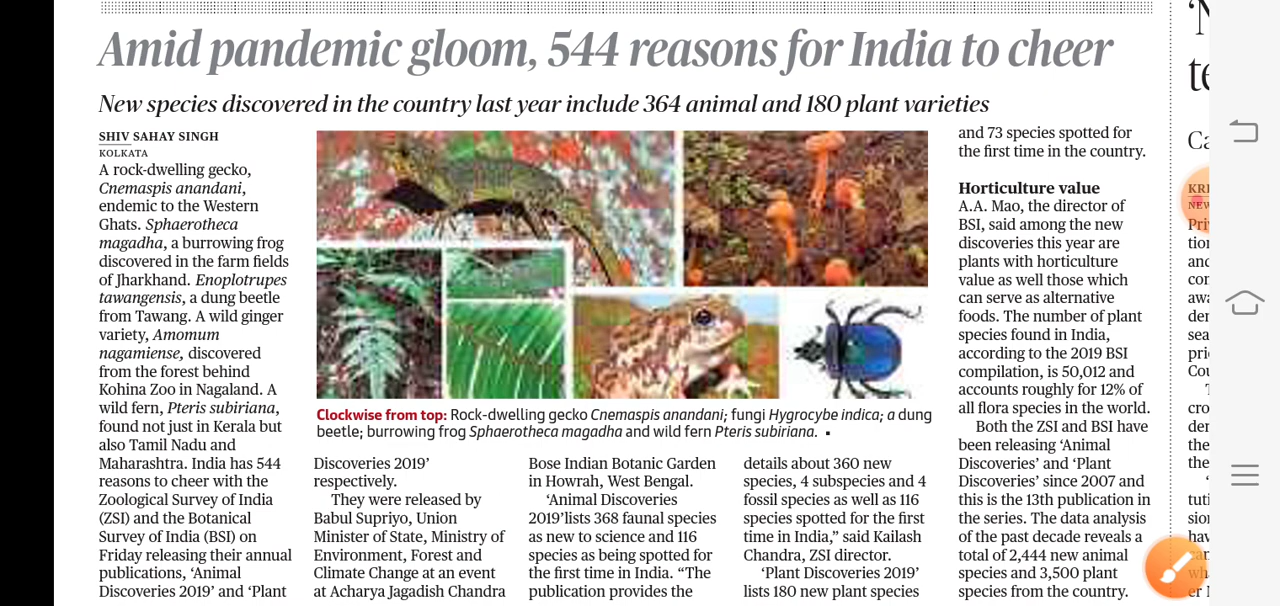 Amid pandemic gloom, 544 reasons for India to cheer
New species discovered in the country last year include 364 animal and 180 plant varieties
SHIV SAHAY SINGH
KOLKATA
A rock-dwelling gecko,
Cnemaspis anandani,
endemic to the Western
Ghats. Sphaerotheca
magadha, a burrowing frog
discovered in the farm fields
of Jharkhand. Enoplotrupes
tawangensis, a dung beetle
from Tawang. A wild ginger
variety, Amomum
nagamiense, discovered
from the forest behind
Kohina Zoo in Nagaland. A
wild fern, Pteris subiriana,
found not just in Kerala but
also Tamil Nadu and
Maharashtra. India has 544
reasons to cheer with the
Zoological Survey of India
(ZSI) and the Botanical
Survey of India (BSI) on
Friday releasing their annual
publications, ‘Animal
Discoveries 2019’ and ‘Plant
Clockwise from top: Rock-dwelling gecko Cnemaspis anandani; fungi Hygrocybe indica; a dung
beetle; burrowing frog Sphaerotheca magadha and wild fern Pteris subiriana.
Discoveries 2019’
respectively.
They were released by
Babul Supriyo, Union
Minister of State, Ministry of
Environment, Forest and
Climate Change at an event
at Acharya Jagadish Chandra
Bose Indian Botanic Garden
in Howrah, West Bengal.
‘Animal Discoveries
2019’lists 368 faunal species
as new to science and 116
species as being spotted for
the first time in India. “The
publication provides the
details about 360 new
species, 4 subspecies and 4
fossil species as well as 116
species spotted for the first
time in India,” said Kailash
Chandra, ZSI director.
‘Plant Discoveries 2019’
lists 180 new plant species
and 73 species spotted for
the first time in the country.
Horticulture value
A.A. Mao, the director of
BSI, said among the new
discoveries this year are
plants with horticulture
value as well those which
can serve as alternative
foods. The number of plant
species found in India,
according to the 2019 BSI
compilation, is 50,012 and
accounts roughly for 12% of
all flora species in the world.
Both the ZSI and BSI have
been releasing ‘Animal
Discoveries’ and ‘Plant
Discoveries’ since 2007 and
this is the 13th publication in
the series. The data analysis
of the past decade reveals a
total of 2,444 new animal
species and 3,500 plant
species from the country.